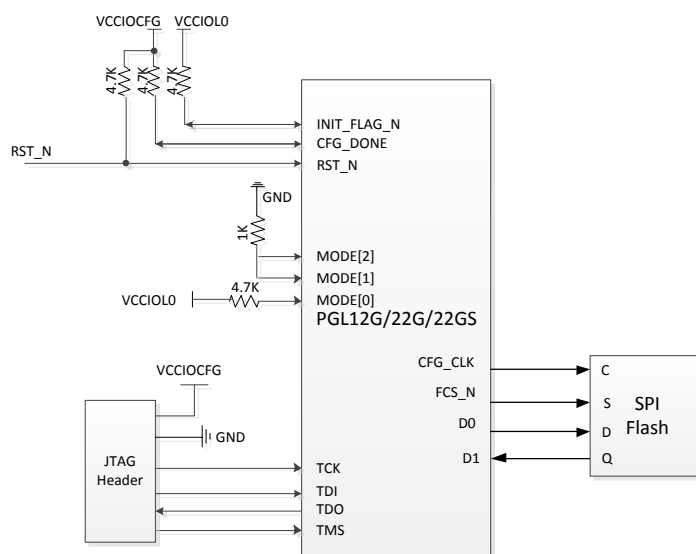 VCCIOCFG VCCIOL0
4.7K 4.7K 4.7K
INIT_FLAG_N
CFG_DONE
RST_N RST_N
GND
1K
MODE[2]
MODE[1]
4.7K
VCCIOL0 MODE[0]
PGL12G/22G/22GS
VCCIOCFG
CFG_CLK C
FCS_N S SPI
D0 D Flash
D1 Q
GND
JTAG
Header
TCK
TDI
TDO
TMS